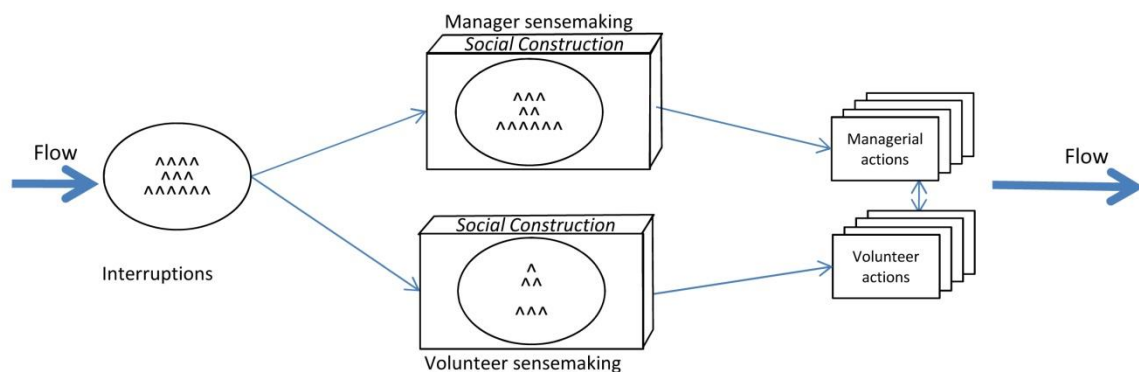 Manager sensemaking
Social Construction
^^^
^^
^^^^^^
Flow
^^^^
^^^
^^^^^^
Interruptions
Managerial
actions
Flow
Social Construction
^
^^
^^^
Volunteer sensemaking
Volunteer
actions